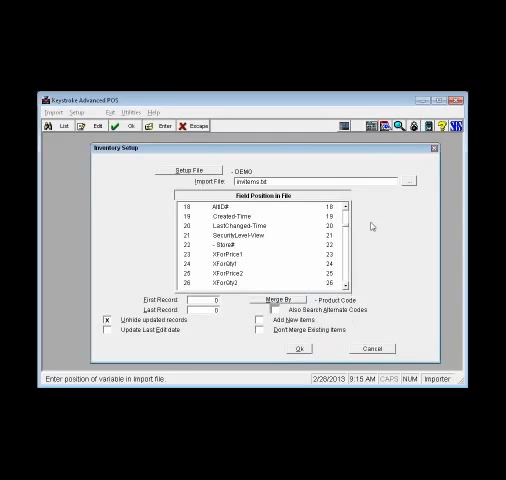 Keystroke Advanced POS
Import Setup Exit Utilities Help
List Edit Ok Enter Escape
Inventory Setup
Setup File - DEMO
Import File: invitems.txt ...
Field Position in File
18 AltID# 18
19 Created-Time 19
20 LastChanged-Time 20
21 SecurityLevel-View 21
22 - Store# 22
23 XForPrice1 23
24 XForQty1 24
25 XForPrice2 25
26 XForQty2 26
First Record: 0 Merge By - Product Code
Last Record: 0 Also Search Alternate Codes
X Unhide updated records Add New items
Update Last Edit date Don't Merge Existing items
Ok Cancel
Enter position of variable in Import file. 2/28/2013 9:15 AM CAPS NUM Importer